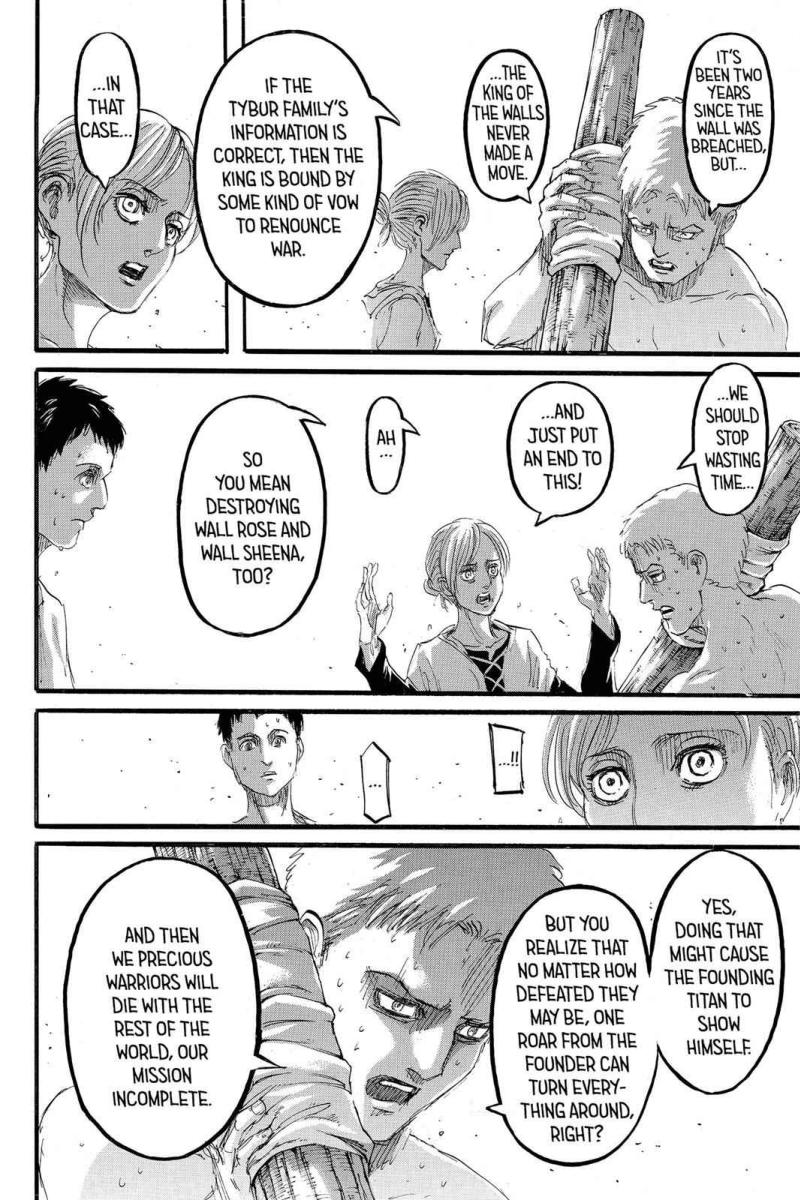 IT'S
BEEN TWO
YEARS
SINCE THE
WALL WAS
BREACHED,
BUT...
...THE
KING OF
THE WALLS
NEVER
MADE A
MOVE.
IF THE
TYBUR FAMILY'S
INFORMATION IS
CORRECT, THEN THE
KING IS BOUND BY
SOME KIND OF VOW
TO RENOUNCE
WAR.
...IN
THAT
CASE...
...WE
SHOULD
STOP
WASTING
TIME...
...AND
JUST PUT
AN END TO
THIS!
AH
...
SO
YOU MEAN
DESTROYING
WALL ROSE AND
WALL SHEENA,
TOO?
...!!
...
YES,
DOING THAT
MIGHT CAUSE
THE FOUNDING
TITAN TO
SHOW
HIMSELF.
BUT YOU
REALIZE THAT
NO MATTER HOW
DEFEATED THEY
MAY BE, ONE
ROAR FROM THE
FOUNDER CAN
TURN EVERY-
THING AROUND,
RIGHT?
AND THEN
WE PRECIOUS
WARRIORS WILL
DIE WITH THE
REST OF THE
WORLD, OUR
MISSION
INCOMPLETE.